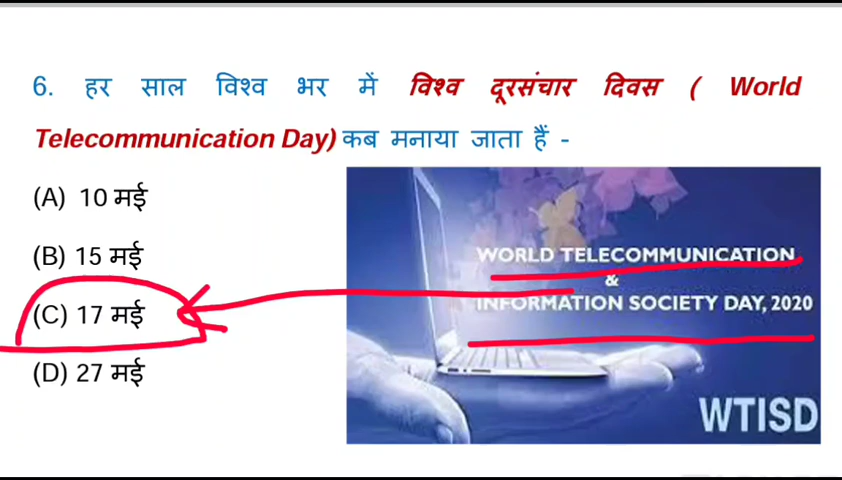 6. हर साल विश्व भर में विश्व दूरसंचार दिवस ( World
Telecommunication Day) कब मनाया जाता हैं -
(A) 10 मई
(B) 15 मई
(C) 17 मई
(D) 27 मई
WORLD TELECOMMUNICATION
&
INFORMATION SOCIETY DAY, 2020
WTISD